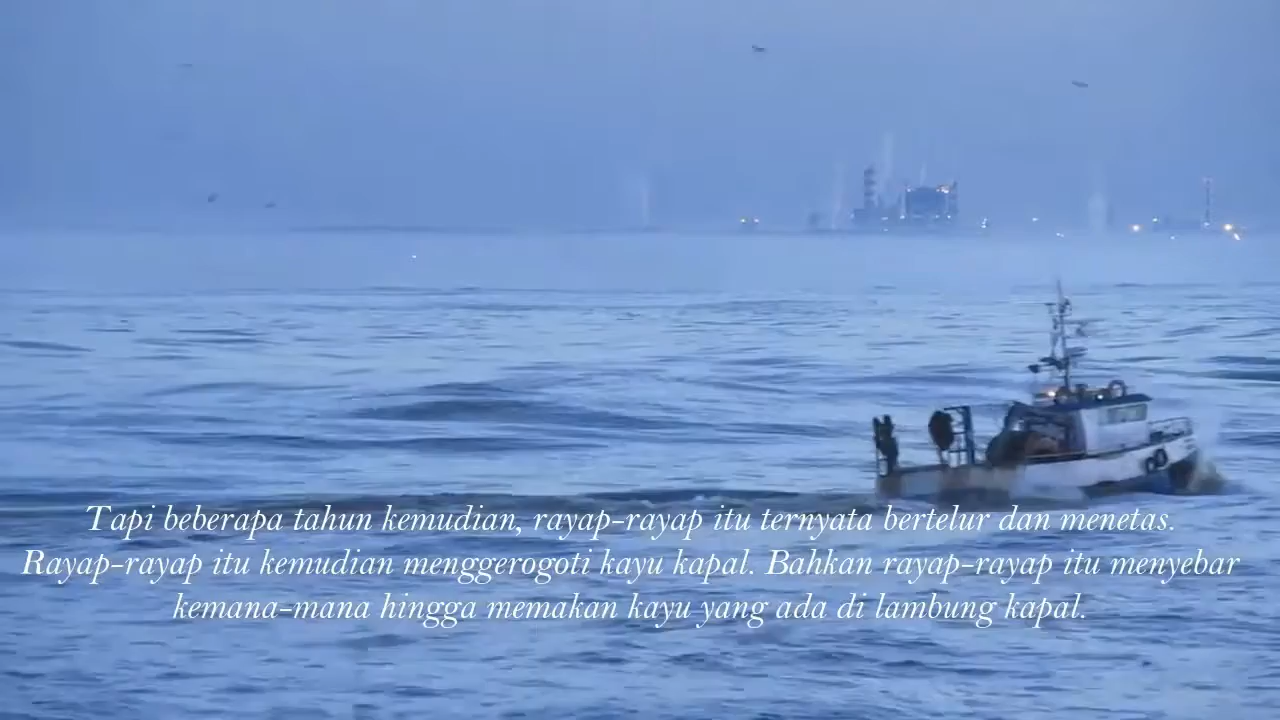 Tapi beberapa tahun kemudian, rayap-rayap itu ternyata bertelur dan menetas.
Rayap-rayap itu kemudian menggerogoti kayu kapal. Bahkan rayap-rayap itu menyebar
kemana-mana hingga memakan kayu yang ada di lambung kapal.